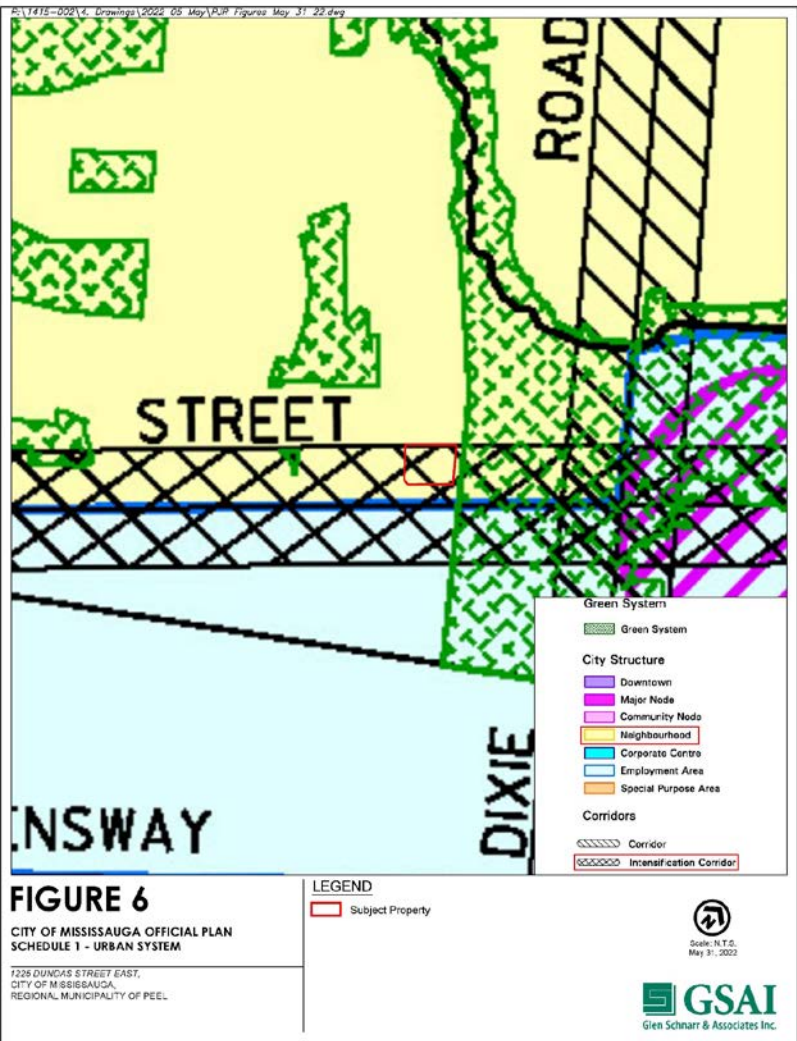 P:\1415-002\4. Drawings\2022 05 May\PJR Figures May 31 22.dwg
ROAD
STREET
DIXIE
ENSWAY
Green System
Green System
City Structure
Downtown
Major Node
Community Node
Neighbourhood
Corporate Centre
Employment Area
Special Purpose Area
Corridors
Corridor
Intensification Corridor
FIGURE 6
CITY OF MISSISSAUGA OFFICIAL PLAN
SCHEDULE 1 - URBAN SYSTEM
1225 DUNDAS STREET EAST,
CITY OF MISSISSAUGA,
REGIONAL MUNICIPALITY OF PEEL
LEGEND
Subject Property
Scale: N.T.S.
May 31, 2022
GSAI
Glen Schnarr & Associates Inc.